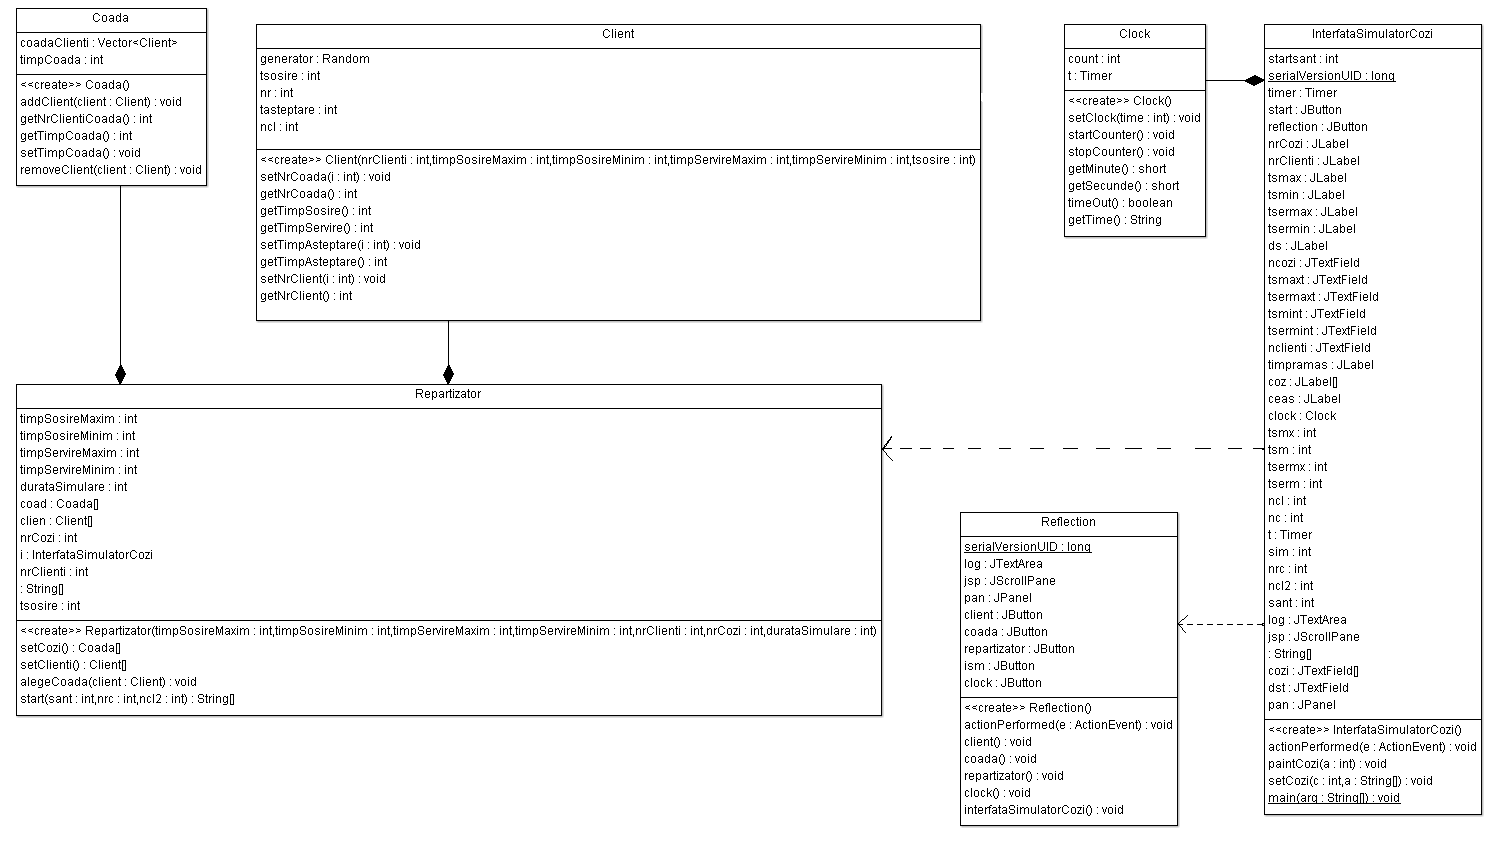 Coada
coadaClienti : Vector<Client>
timpCoada : int
<<create>> Coada()
addClient(client : Client) : void
getNrClientiCoada() : int
getTimpCoada() : int
setTimpCoada() : void
removeClient(client : Client) : void
Client
generator : Random
tsosire : int
nr : int
tasteptare : int
ncl : int
<<create>> Client(nrClienti : int,timpSosireMaxim : int,timpSosireMinim : int,timpServireMaxim : int,timpServireMinim : int,tsosire : int)
setNrCoada(i : int) : void
getNrCoada() : int
getTimpSosire() : int
getTimpServire() : int
setTimpAsteptare(i : int) : void
getTimpAsteptare() : int
setNrClient(i : int) : void
getNrClient() : int
Clock
count : int
t : Timer
<<create>> Clock()
setClock(time : int) : void
startCounter() : void
stopCounter() : void
getMinute() : short
getSecunde() : short
timeOut() : boolean
getTime() : String
InterfataSimulatorCozi
startsant : int
serialVersionUID : long
timer : Timer
start : JButton
reflection : JButton
nrCozi : JLabel
nrClienti : JLabel
tsmax : JLabel
tsmin : JLabel
tsermax : JLabel
tsermin : JLabel
ds : JLabel
ncozi : JTextField
tsmaxt : JTextField
tsermaxt : JTextField
tsmint : JTextField
tsermint : JTextField
nclienti : JTextField
timpramas : JLabel
coz : JLabel[]
ceas : JLabel
clock : Clock
tsmx : int
tsm : int
tsermx : int
tserm : int
ncl : int
nc : int
t : Timer
sim : int
nrc : int
ncl2 : int
sant : int
log : JTextArea
jsp : JScrollPane
: String[]
cozi : JTextField[]
dst : JTextField
pan : JPanel
<<create>> InterfataSimulatorCozi()
actionPerformed(e : ActionEvent) : void
paintCozi(a : int) : void
setCozi(c : int,a : String[]) : void
main(arg : String[]) : void
Repartizator
timpSosireMaxim : int
timpSosireMinim : int
timpServireMaxim : int
timpServireMinim : int
durataSimulare : int
coad : Coada[]
clien : Client[]
nrCozi : int
i : InterfataSimulatorCozi
nrClienti : int
: String[]
tsosire : int
<<create>> Repartizator(timpSosireMaxim : int,timpSosireMinim : int,timpServireMaxim : int,timpServireMinim : int,nrClienti : int,nrCozi : int,durataSimulare : int)
setCozi() : Coada[]
setClienti() : Client[]
alegeCoada(client : Client) : void
start(sant : int,nrc : int,ncl2 : int) : String[]
Reflection
serialVersionUID : long
log : JTextArea
jsp : JScrollPane
pan : JPanel
client : JButton
coada : JButton
repartizator : JButton
ism : JButton
clock : JButton
<<create>> Reflection()
actionPerformed(e : ActionEvent) : void
client() : void
coada() : void
repartizator() : void
clock() : void
interfataSimulatorCozi() : void